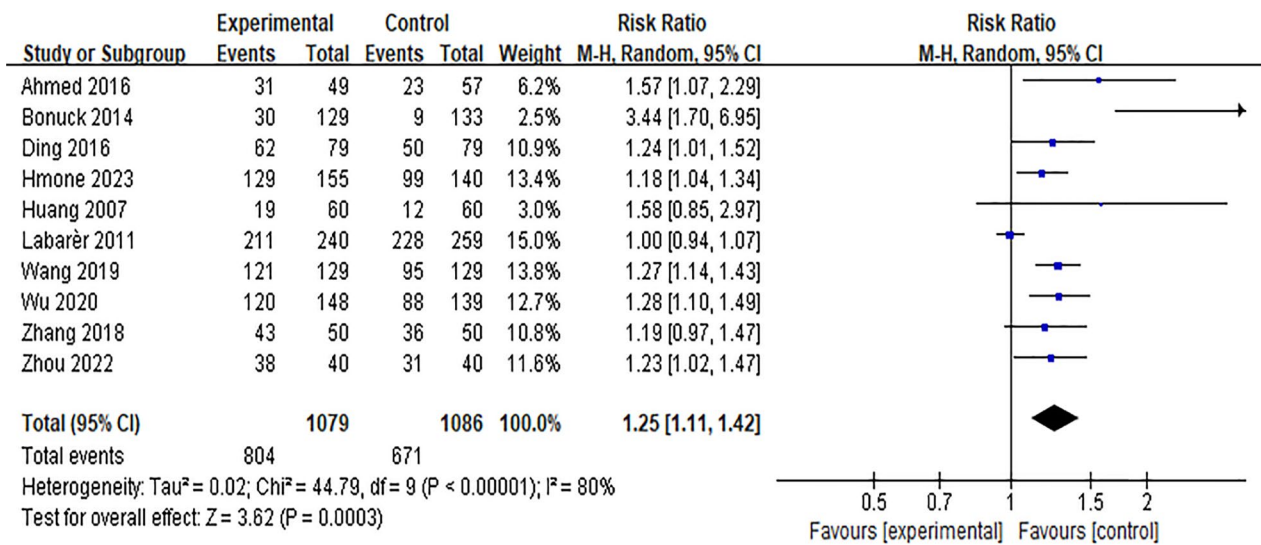 Experimental Control Risk Ratio Risk Ratio
Study or Subgroup Events Total Events Total Weight M-H, Random, 95% CI M-H, Random, 95% CI
Ahmed 2016 31 49 23 57 6.2% 1.57 [1.07, 2.29]
Bonuck 2014 30 129 9 133 2.5% 3.44 [1.70, 6.95]
Ding 2016 62 79 50 79 10.9% 1.24 [1.01, 1.52]
Hmone 2023 129 155 99 140 13.4% 1.18 [1.04, 1.34]
Huang 2007 19 60 12 60 3.0% 1.58 [0.85, 2.97]
Labarèr 2011 211 240 228 259 15.0% 1.00 [0.94, 1.07]
Wang 2019 121 129 95 129 13.8% 1.27 [1.14, 1.43]
Wu 2020 120 148 88 139 12.7% 1.28 [1.10, 1.49]
Zhang 2018 43 50 36 50 10.8% 1.19 [0.97, 1.47]
Zhou 2022 38 40 31 40 11.6% 1.23 [1.02, 1.47]
Total (95% CI) 1079 1086 100.0% 1.25 [1.11, 1.42]
Total events 804 671
Heterogeneity: Tau² = 0.02; Chi² = 44.79, df = 9 (P < 0.00001); I² = 80%
Test for overall effect: Z = 3.62 (P = 0.0003)
0.5 0.7 1 1.5 2
Favours [experimental] Favours [control]